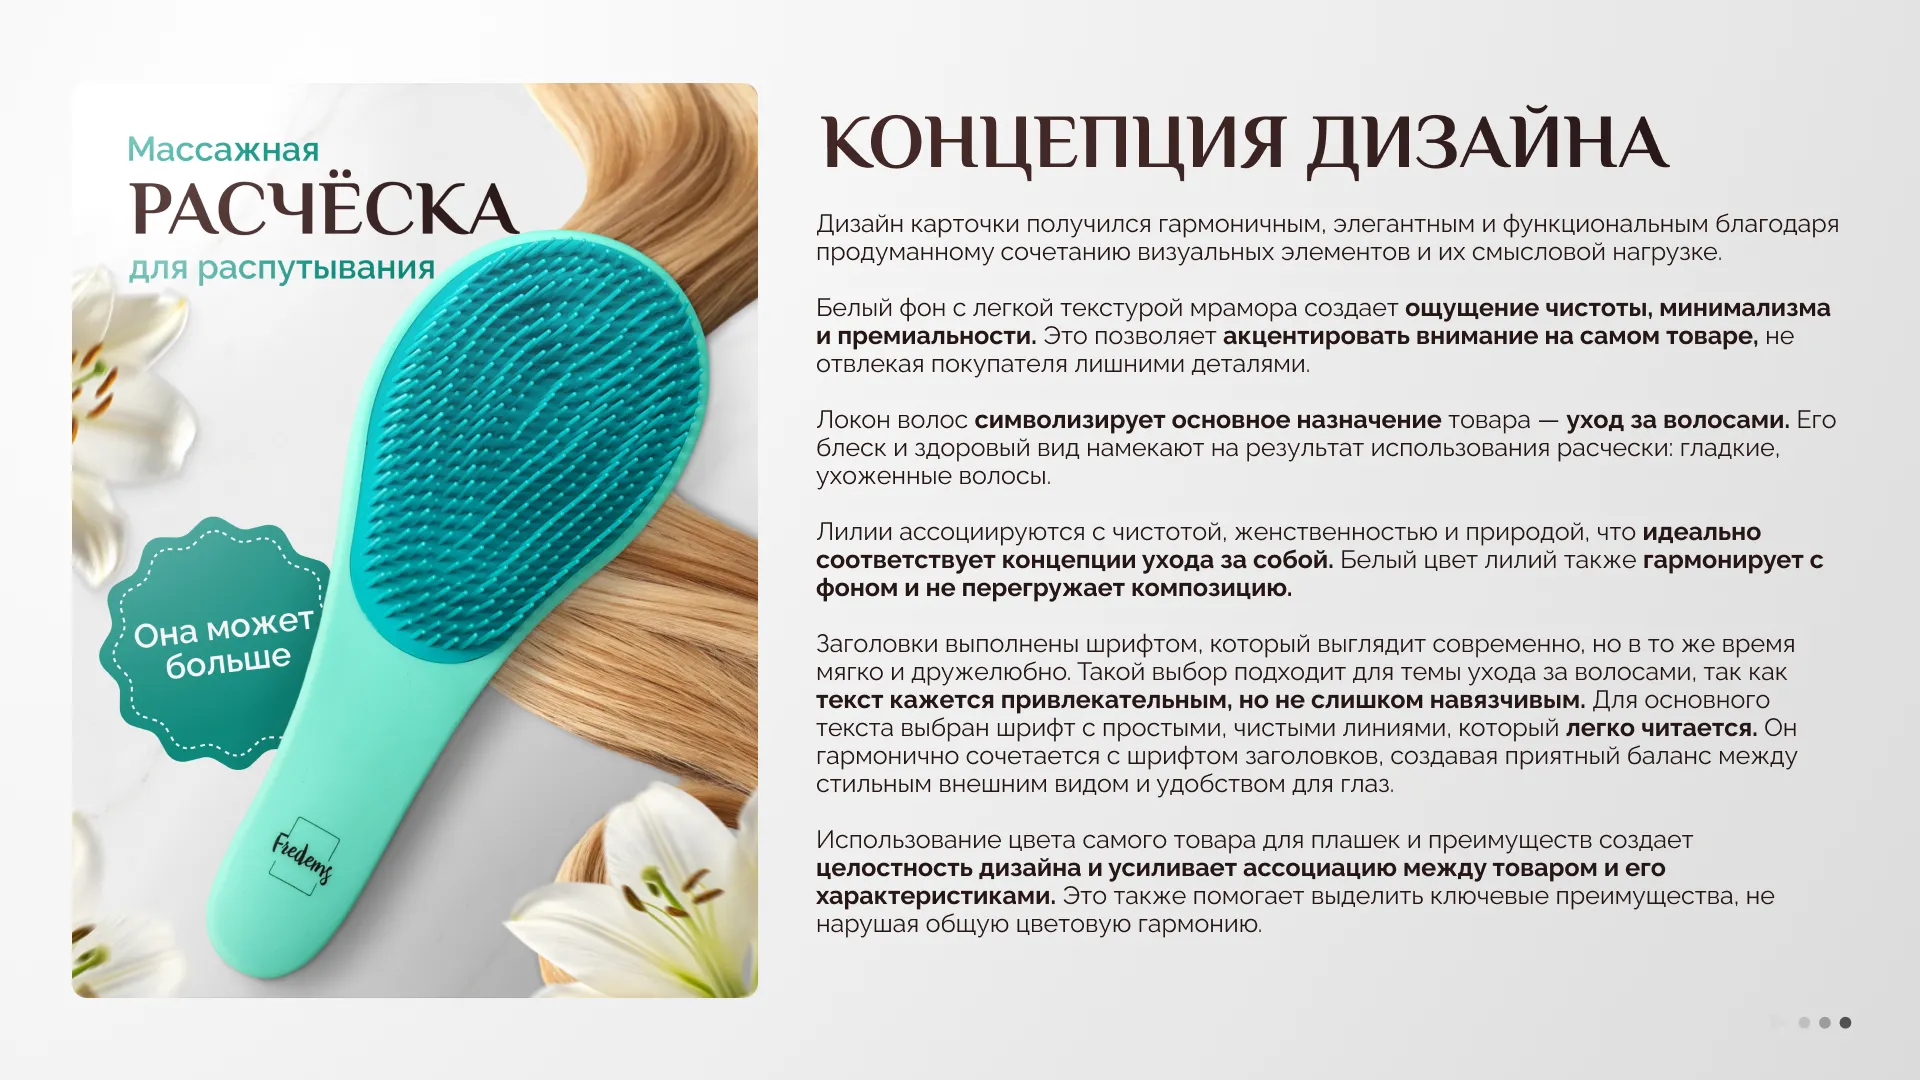 Массажная
РАСЧЁСКА
для распутывания
Она может
больше
Fredems
КОНЦЕПЦИЯ ДИЗАЙНА
Дизайн карточки получился гармоничным, элегантным и функциональным благодаря
продуманному сочетанию визуальных элементов и их смысловой нагрузке.
Белый фон с легкой текстурой мрамора создает ощущение чистоты, минимализма
и премиальности. Это позволяет акцентировать внимание на самом товаре, не
отвлекая покупателя лишними деталями.
Локон волос символизирует основное назначение товара — уход за волосами. Его
блеск и здоровый вид намекают на результат использования расчески: гладкие,
ухоженные волосы.
Лилии ассоциируются с чистотой, женственностью и природой, что идеально
соответствует концепции ухода за собой. Белый цвет лилий также гармонирует с
фоном и не перегружает композицию.
Заголовки выполнены шрифтом, который выглядит современно, но в то же время
мягко и дружелюбно. Такой выбор подходит для темы ухода за волосами, так как
текст кажется привлекательным, но не слишком навязчивым. Для основного
текста выбран шрифт с простыми, чистыми линиями, который легко читается. Он
гармонично сочетается с шрифтом заголовков, создавая приятный баланс между
стильным внешним видом и удобством для глаз.
Использование цвета самого товара для плашек и преимуществ создает
целостность дизайна и усиливает ассоциацию между товаром и его
характеристиками. Это также помогает выделить ключевые преимущества, не
нарушая общую цветовую гармонию.